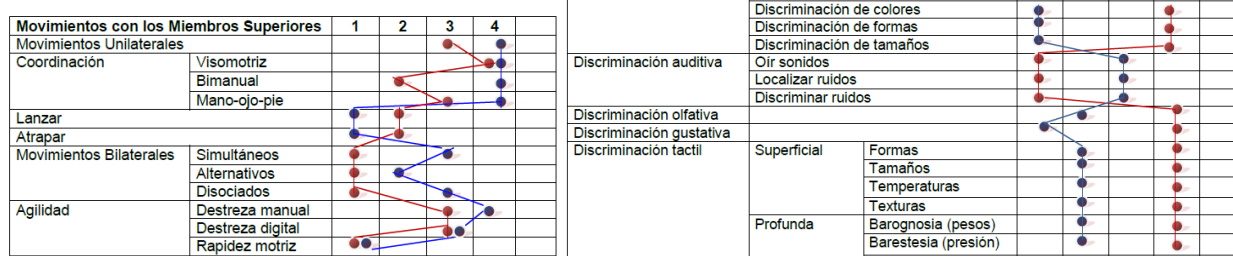 Movimientos con los Miembros Superiores 1 2 3 4
Movimientos Unilaterales
Coordinación Visomotriz
Bimanual
Mano-ojo-pie
Lanzar
Atrapar
Movimientos Bilaterales Simultáneos
Alternativos
Disociados
Agilidad Destreza manual
Destreza digital
Rapidez motriz
Discriminación de colores
Discriminación de formas
Discriminación de tamaños
Discriminación auditiva Oír sonidos
Localizar ruidos
Discriminar ruidos
Discriminación olfativa
Discriminación gustativa
Discriminación tactil Superficial Formas
Tamaños
Temperaturas
Texturas
Profunda Barognosia (pesos)
Barestesia (presión)